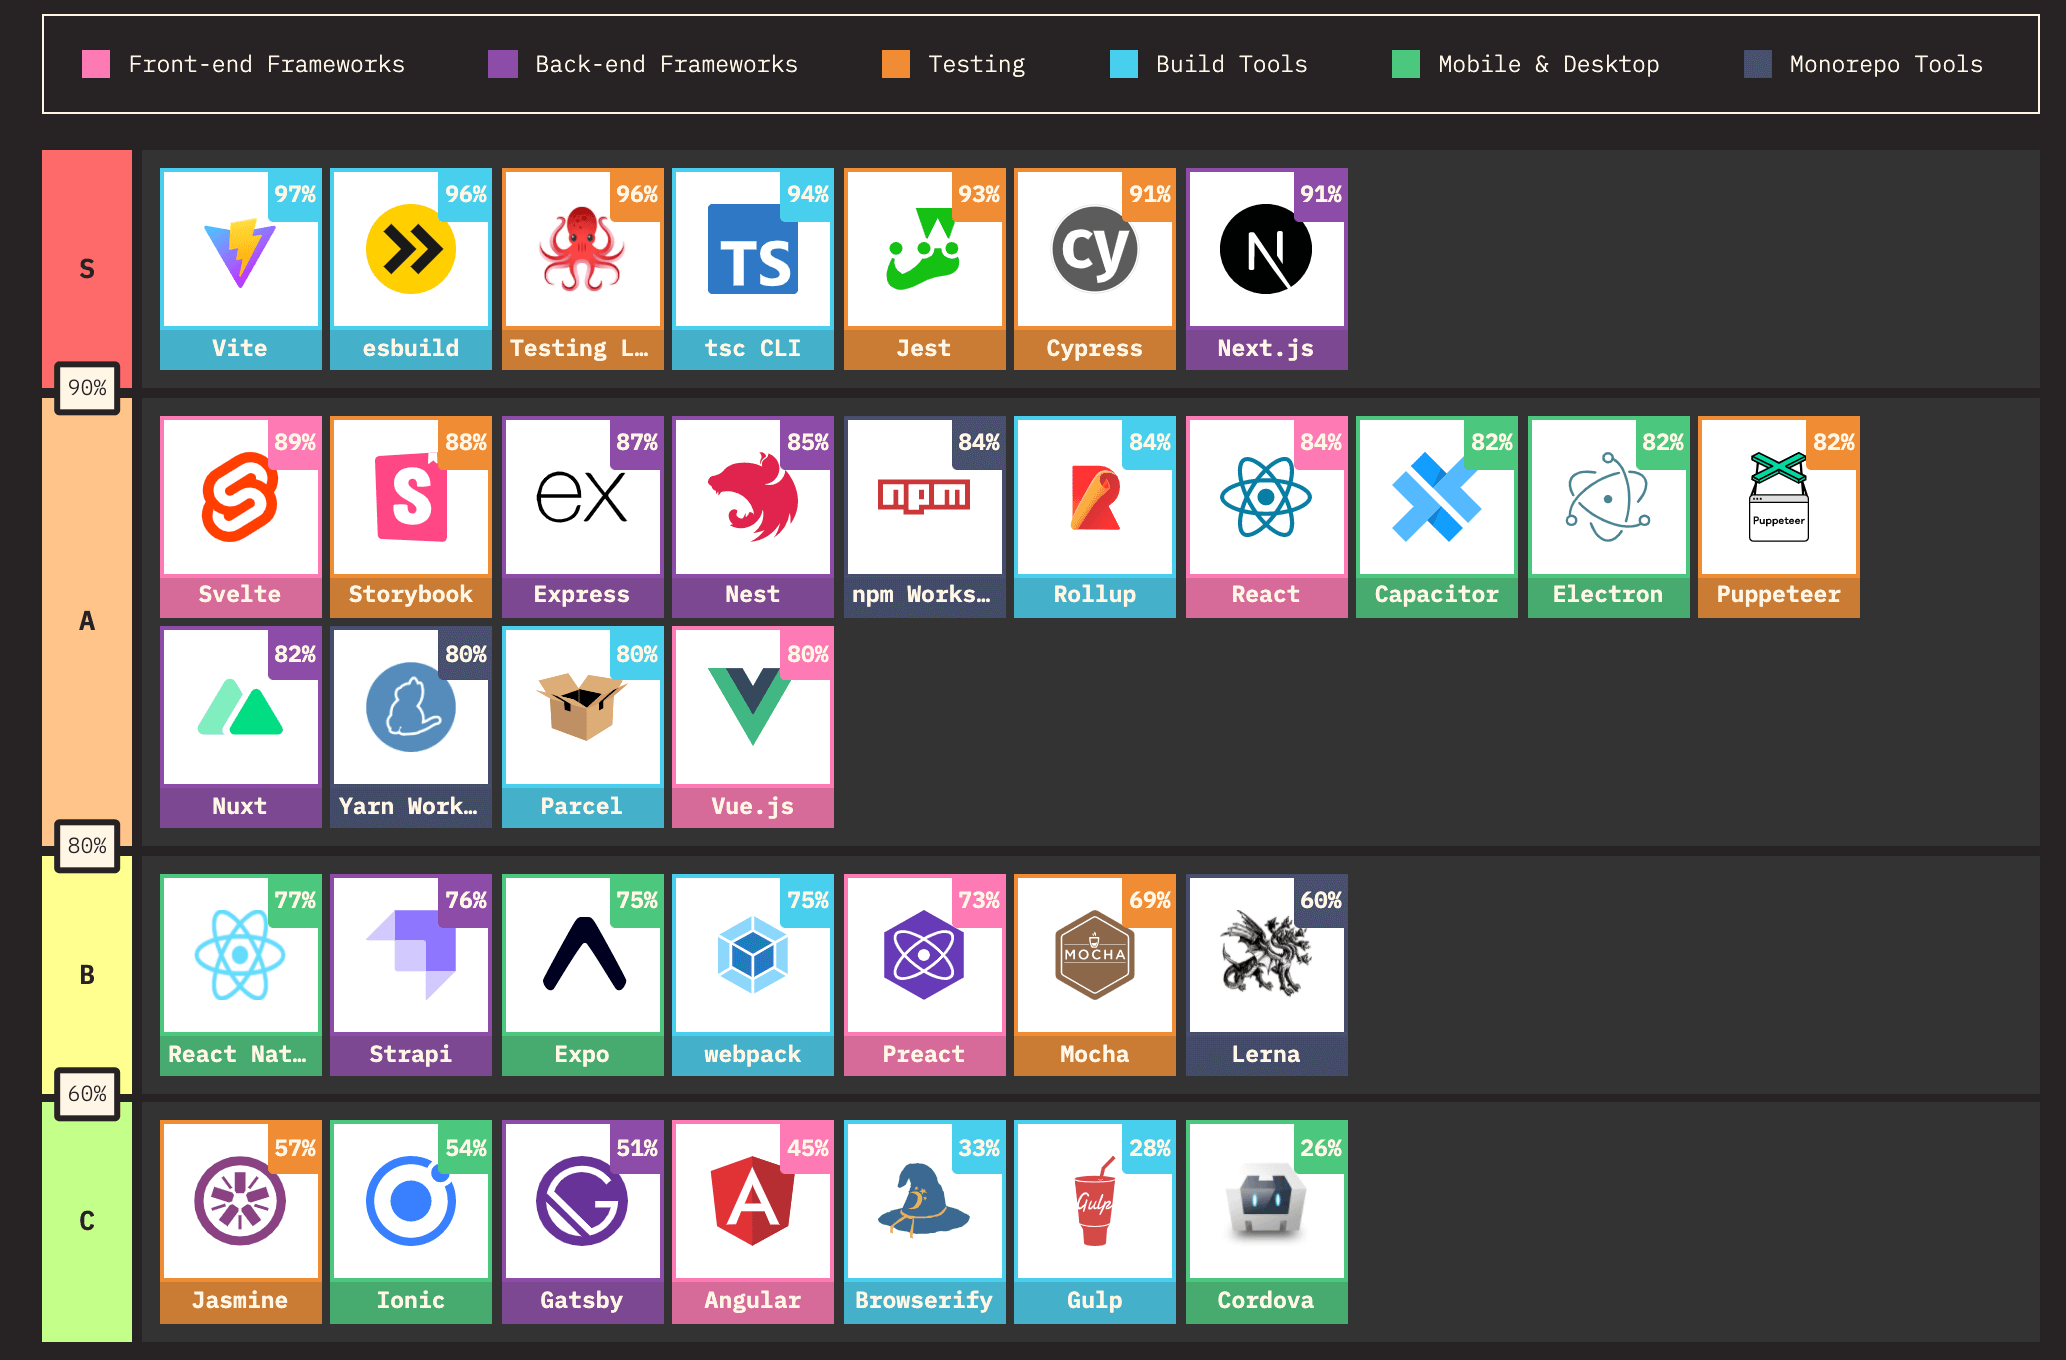 Front-end Frameworks Back-end Frameworks Testing Build Tools Mobile & Desktop Monorepo Tools
S
97% 96% 96% 94% 93% 91% 91%
TS cy N
Vite esbuild Testing L… tsc CLI Jest Cypress Next.js
90%
A
89% 88% 87% 85% 84% 84% 84% 82% 82% 82%
S ex npm Puppeteer
Svelte Storybook Express Nest npm Works… Rollup React Capacitor Electron Puppeteer
82% 80% 80% 80%
Nuxt Yarn Work… Parcel Vue.js
80%
B
77% 76% 75% 75% 73% 69% 60%
MOCHA
React Nat… Strapi Expo webpack Preact Mocha Lerna
60%
C
57% 54% 51% 45% 33% 28% 26%
G A Gulp
Jasmine Ionic Gatsby Angular Browserify Gulp Cordova